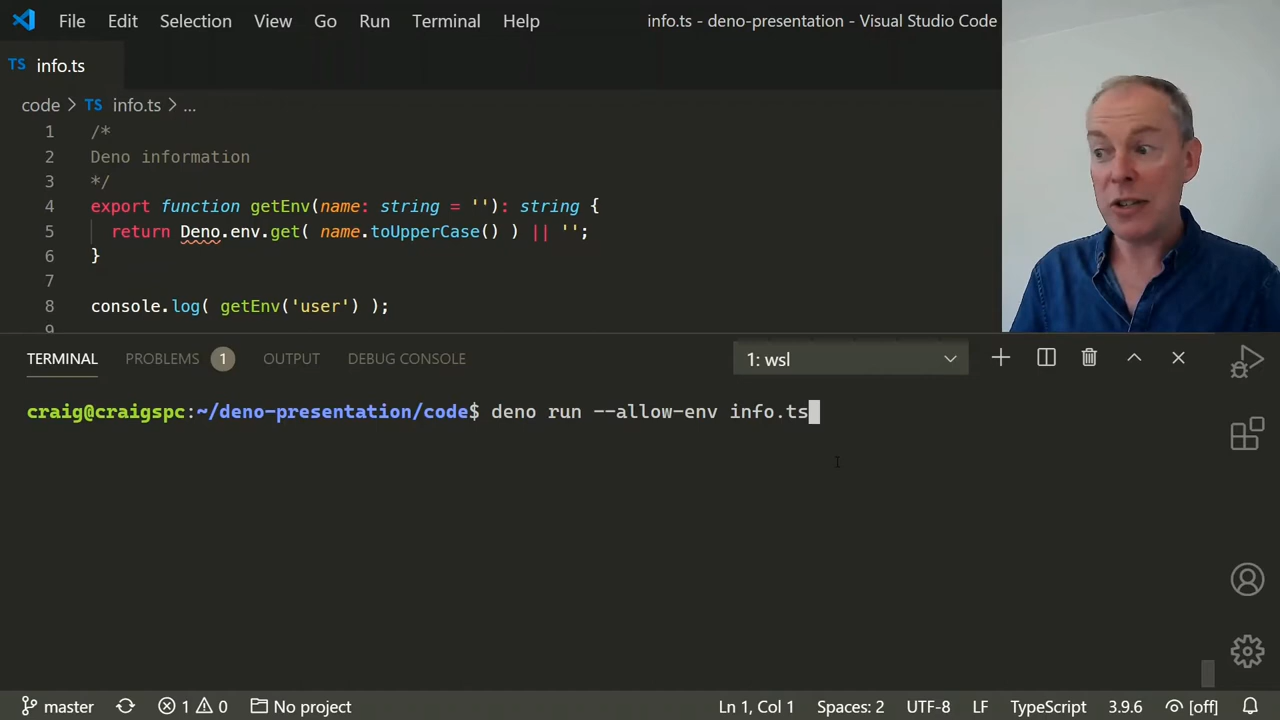 File Edit Selection View Go Run Terminal Help info.ts - deno-presentation - Visual Studio Code
TS info.ts
code > TS info.ts > ...
1 /*
2 Deno information
3 */
4 export function getEnv(name: string = ''): string {
5 return Deno.env.get( name.toUpperCase() ) || '';
6 }
7
8 console.log( getEnv('user') );
9
TERMINAL PROBLEMS 1 OUTPUT DEBUG CONSOLE 1: wsl
craig@craigspc:~/deno-presentation/code$ deno run --allow-env info.ts
master 1 0 No project Ln 1, Col 1 Spaces: 2 UTF-8 LF TypeScript 3.9.6 [off]